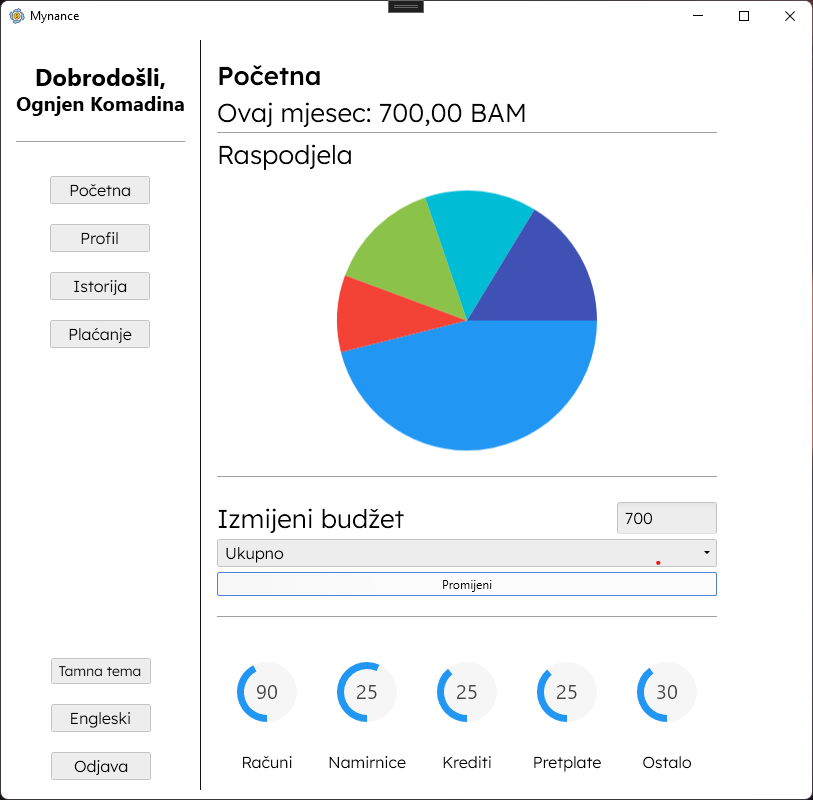 Mynance
Dobrodošli,
Ognjen Komadina
Početna
Profil
Istorija
Plaćanje
Tamna tema
Engleski
Odjava
Početna
Ovaj mjesec: 700,00 BAM
Raspodjela
Izmijeni budžet
700
Ukupno
Promijeni
90
25
25
25
30
Računi
Namirnice
Krediti
Pretplate
Ostalo